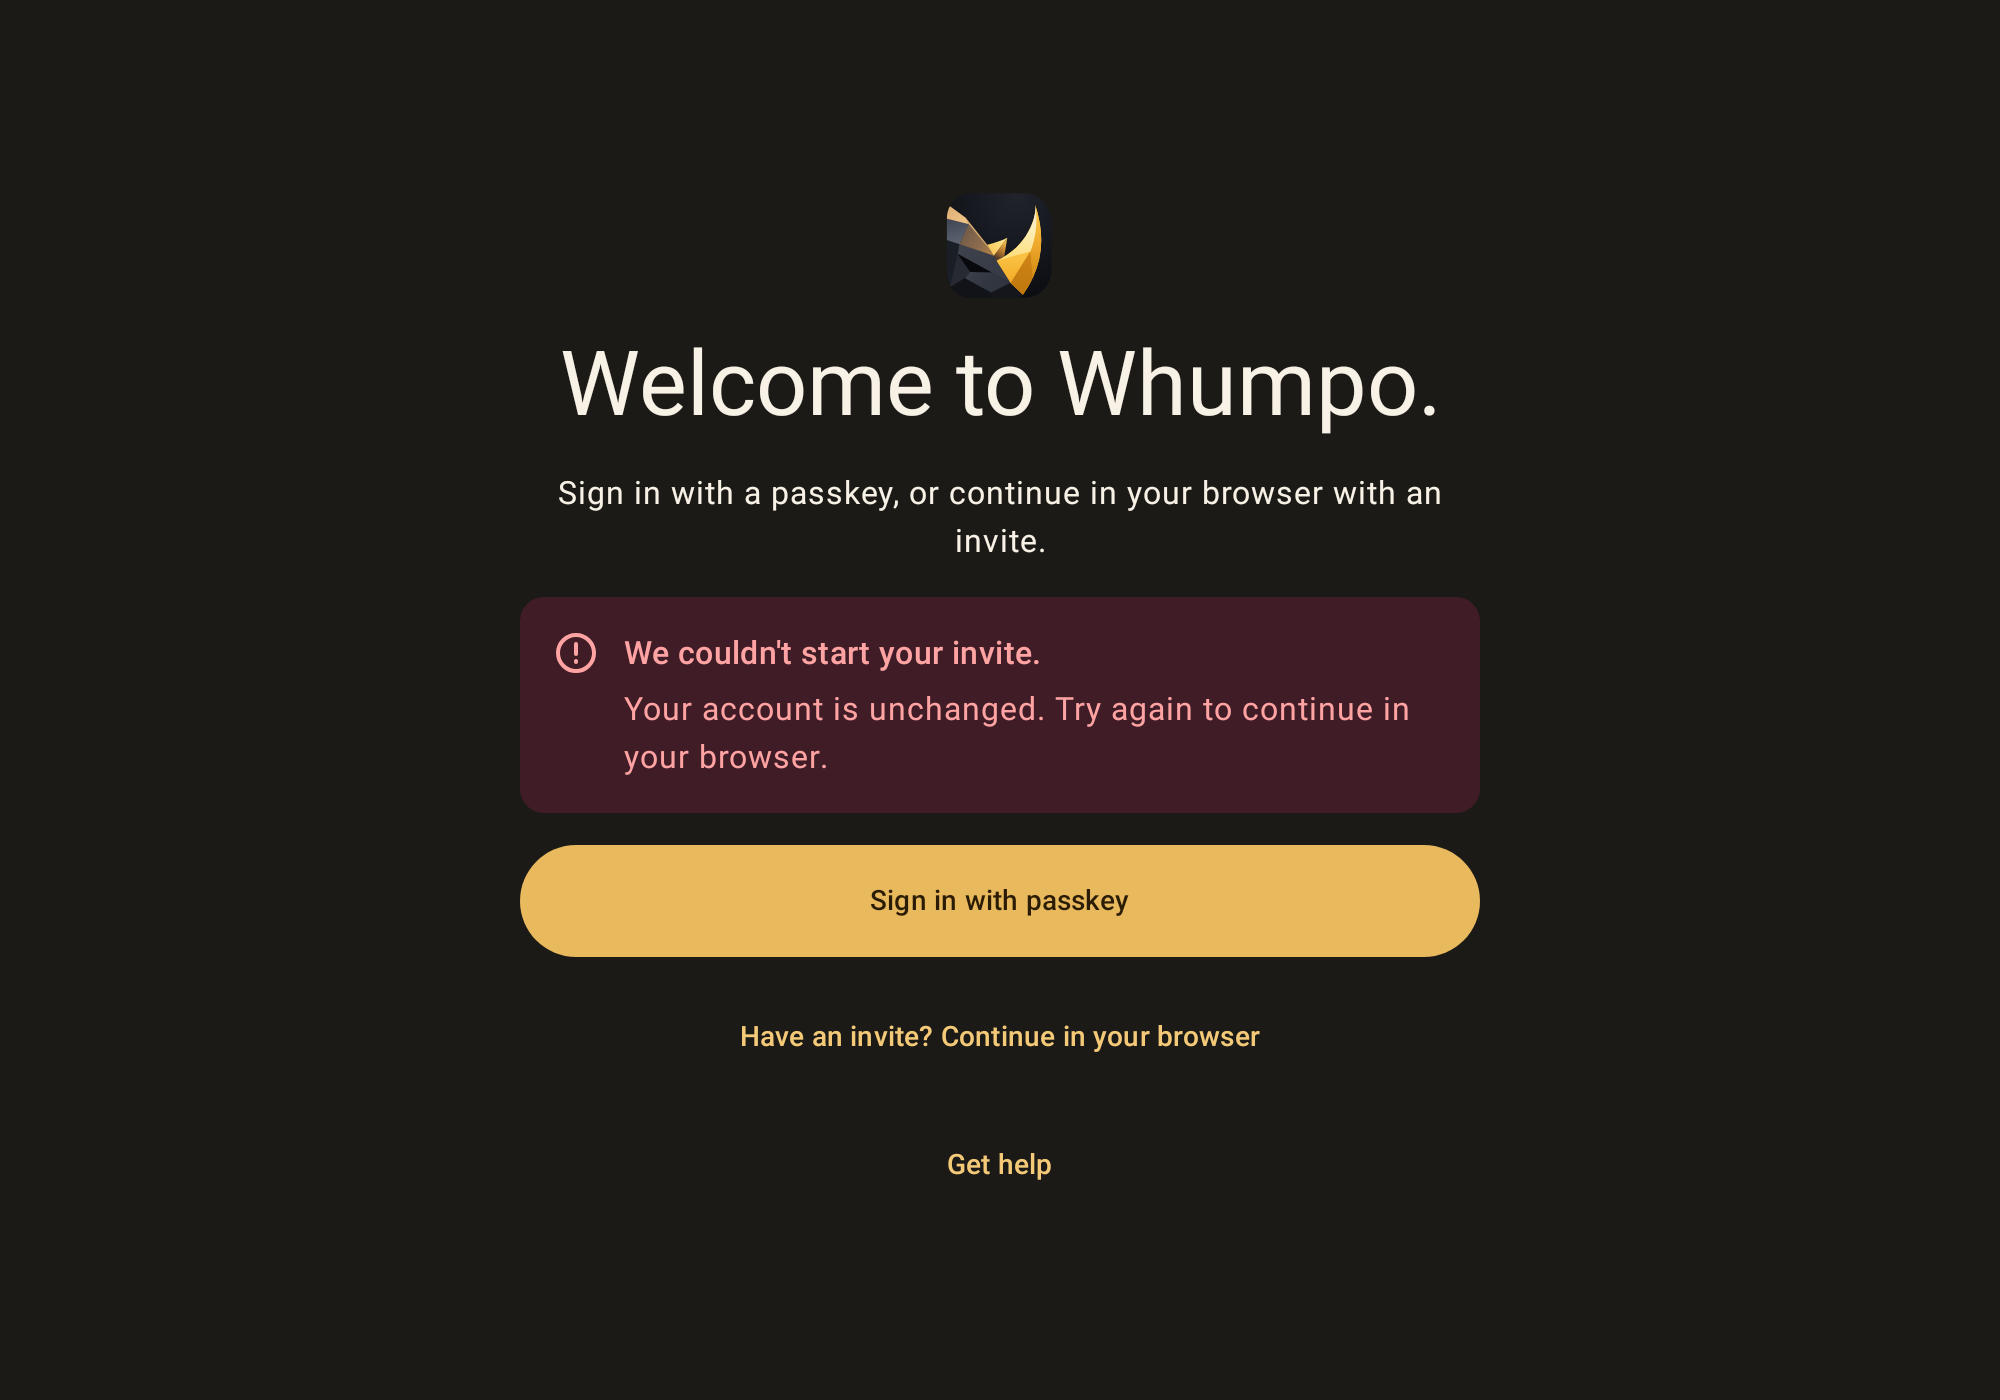 Welcome to Whumpo.
Sign in with a passkey, or continue in your browser with an
invite.
We couldn't start your invite.
Your account is unchanged. Try again to continue in
your browser.
Sign in with passkey
Have an invite? Continue in your browser
Get help